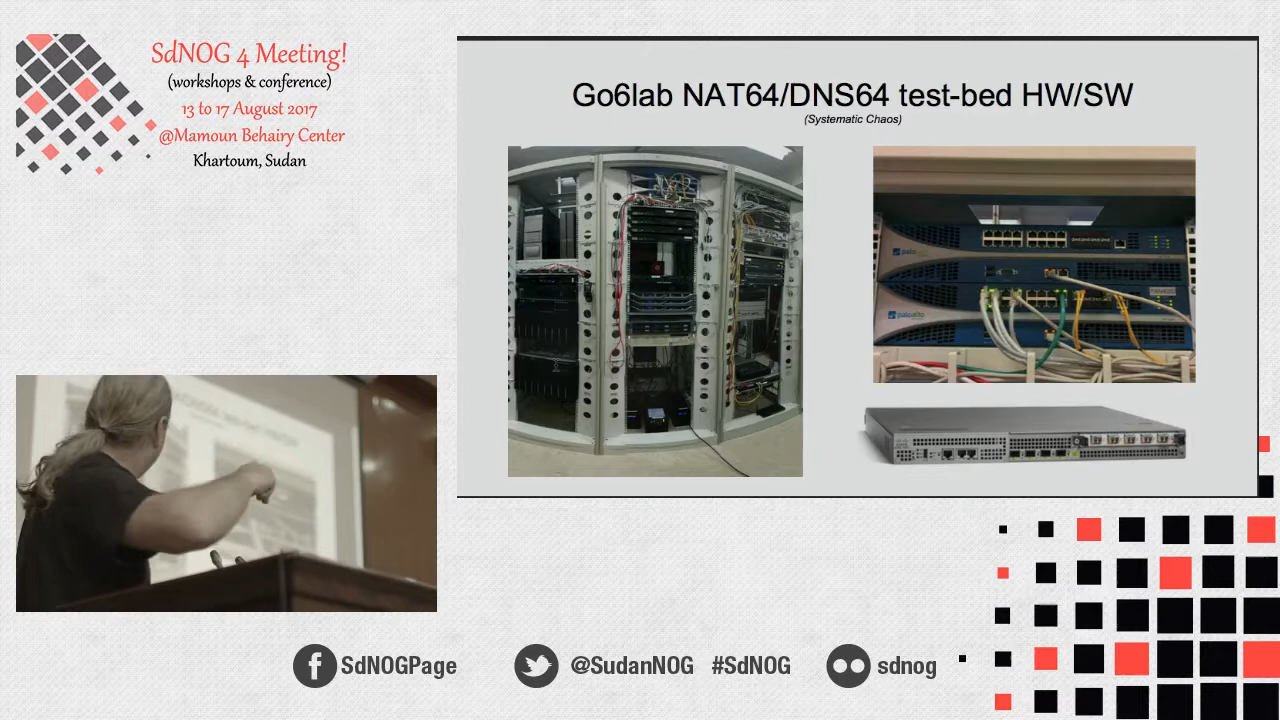 SdNOG 4 Meeting!
(workshops & conference)
13 to 17 August 2017
@Mamoun Behairy Center
Khartoum, Sudan
Go6lab NAT64/DNS64 test-bed HW/SW
(Systematic Chaos)
paloalto
SdNOGPage
@SudanNOG
#SdNOG
sdnog